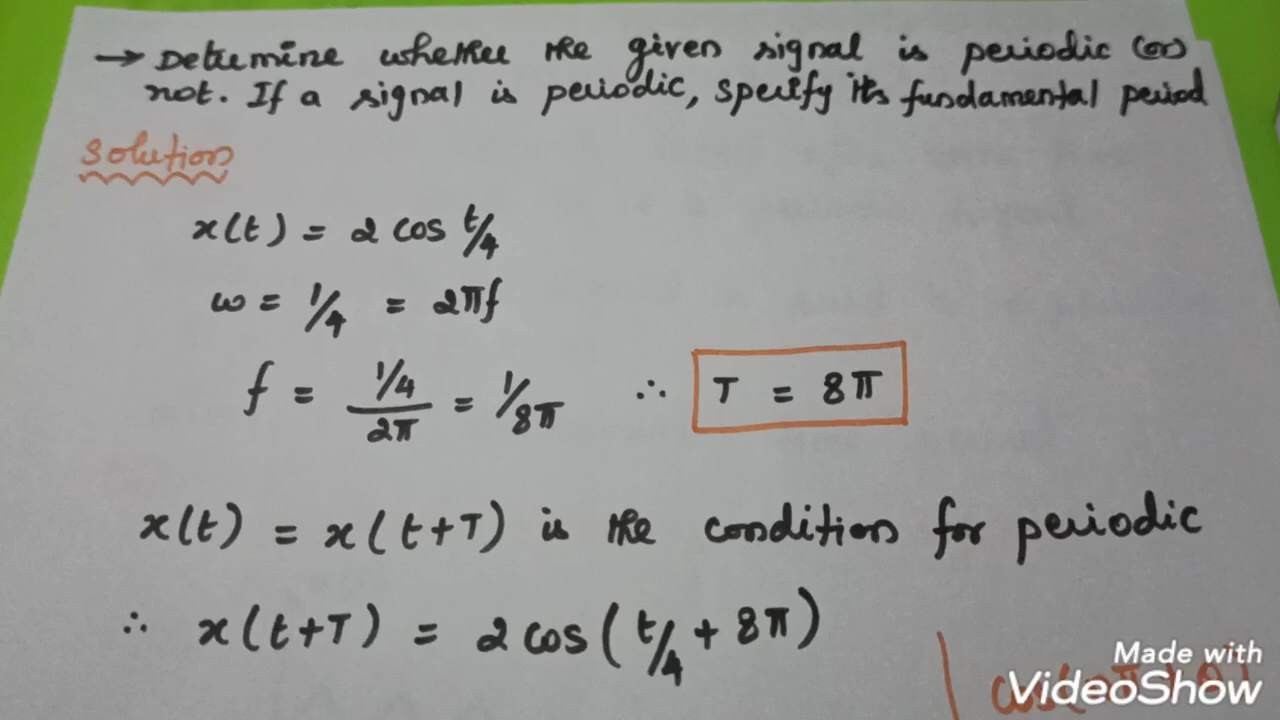 → Determine whether the given signal is periodic (or)
not. If a signal is periodic, specify its fundamental period
Solution
x(t) = 2 cos t/4
ω = 1/4 = 2πf
f = (1/4)/(2π) = 1/8π ∴ T = 8π
x(t) = x(t+T) is the condition for periodic
∴ x(t+T) = 2 cos(t/4 + 8π)
Made with
VideoShow